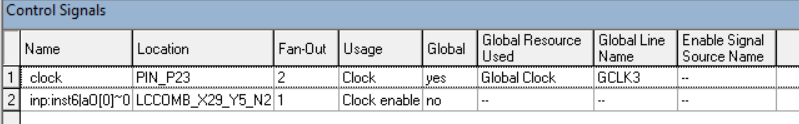 Control Signals
Name Location Fan-Out Usage Global Global Resource Used Global Line Name Enable Signal Source Name
1 clock PIN_P23 2 Clock yes Global Clock GCLK3 --
2 inp:inst6|aO[0]~0 LCCOMB_X29_Y5_N2 1 Clock enable no -- -- --